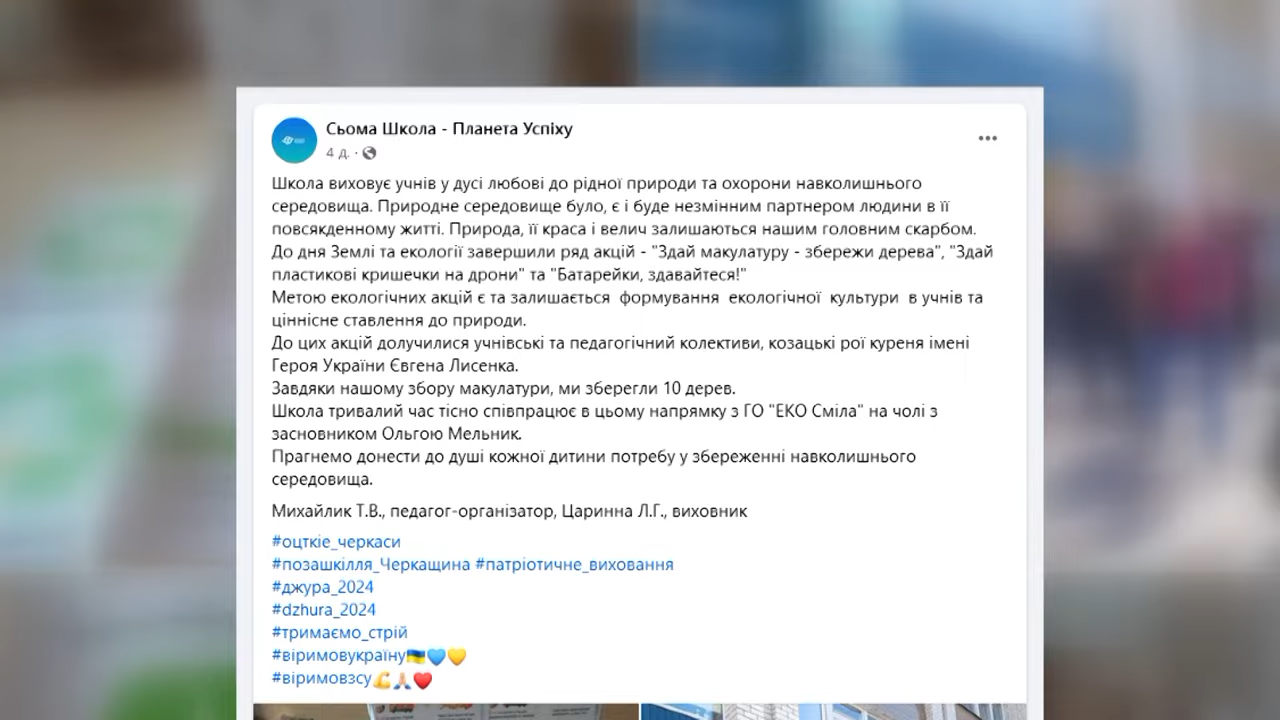 Сьома Школа - Планета Успіху
4 д. ·
Школа виховує учнів у дусі любові до рідної природи та охорони навколишнього
середовища. Природне середовище було, є і буде незмінним партнером людини в її
повсякденному житті. Природа, її краса і велич залишаються нашим головним скарбом.
До дня Землі та екології завершили ряд акцій - "Здай макулатуру - збережи дерева", "Здай
пластикові кришечки на дрони" та "Батарейки, здавайтеся!"
Метою екологічних акцій є та залишається формування екологічної культури в учнів та
ціннісне ставлення до природи.
До цих акцій долучилися учнівські та педагогічний колективи, козацькі рої куреня імені
Героя України Євгена Лисенка.
Завдяки нашому збору макулатури, ми зберегли 10 дерев.
Школа тривалий час тісно співпрацює в цьому напрямку з ГО "ЕКО Сміла" на чолі з
засновником Ольгою Мельник.
Прагнемо донести до душі кожної дитини потребу у збереженні навколишнього
середовища.
Михайлик Т.В., педагог-організатор, Царинна Л.Г., виховник
#оцткіе_черкаси
#позашкілля_Черкащина #патріотичне_виховання
#джура_2024
#dzhura_2024
#тримаємо_стрій
#віримовукраїну🇺🇦💙💛
#віримовзсу💪🙏❤️